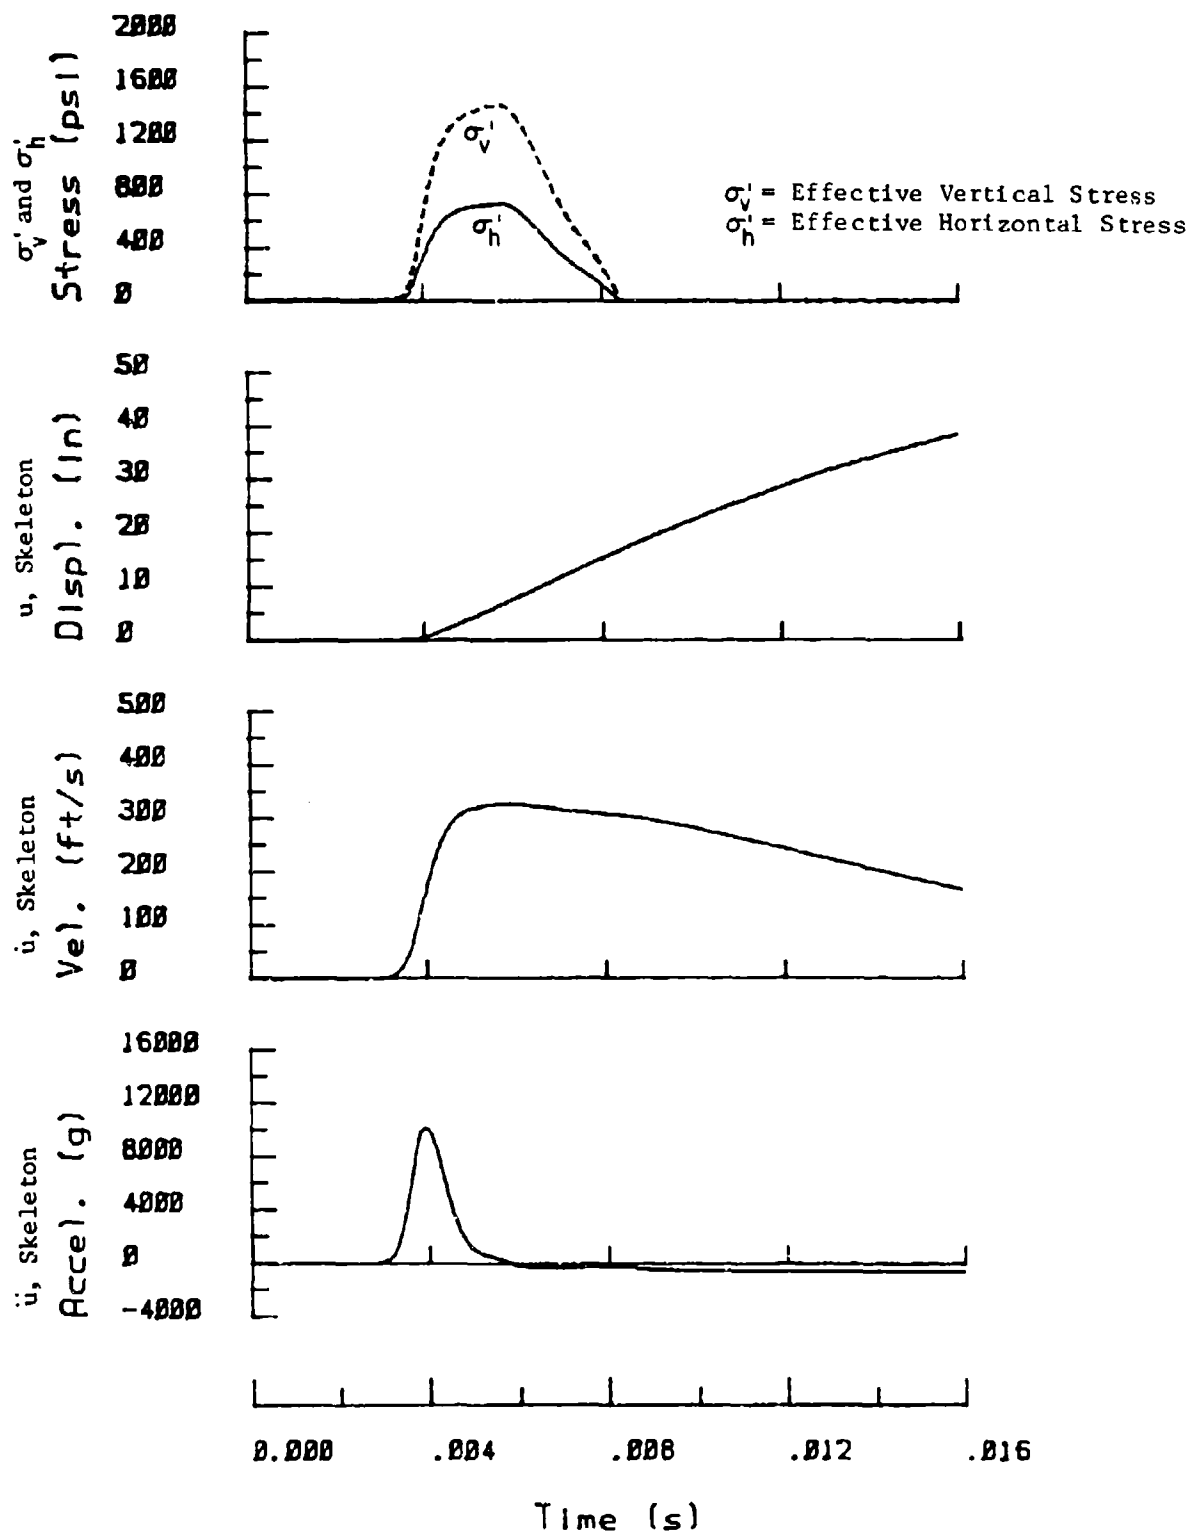 σv' and σh'
Stress (psi)
2000
1600
1200
800
400
0
σv'
σh'
σv' = Effective Vertical Stress
σh' = Effective Horizontal Stress
u, Skeleton
Displ. (in)
50
40
30
20
10
0
u̇, Skeleton
Vel. (ft/s)
500
400
300
200
100
0
ü, Skeleton
Accel. (g)
16000
12000
8000
4000
0
-4000
0.000 .004 .008 .012 .016
Time (s)